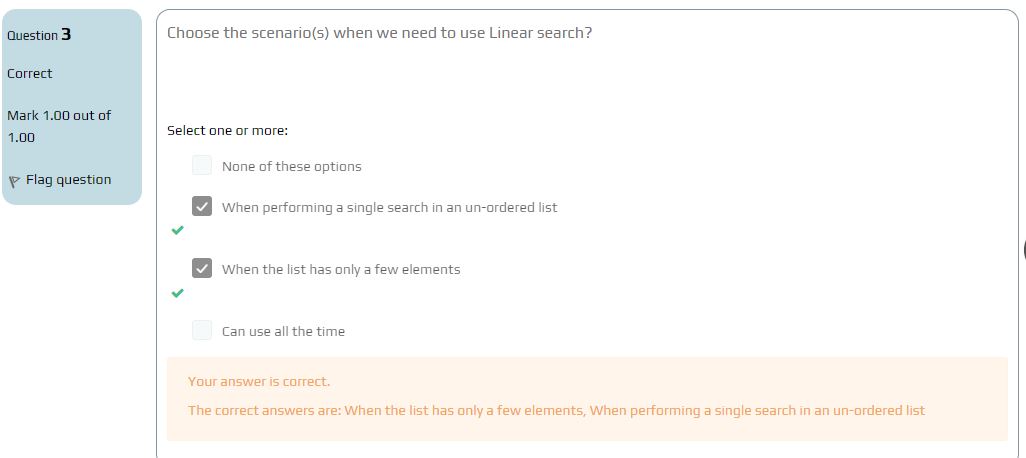 Question 3
Correct
Mark 1.00 out of
1.00
Flag question
Choose the scenario(s) when we need to use Linear search?
Select one or more:
None of these options
When performing a single search in an un-ordered list
When the list has only a few elements
Can use all the time
Your answer is correct.
The correct answers are: When the list has only a few elements, When performing a single search in an un-ordered list